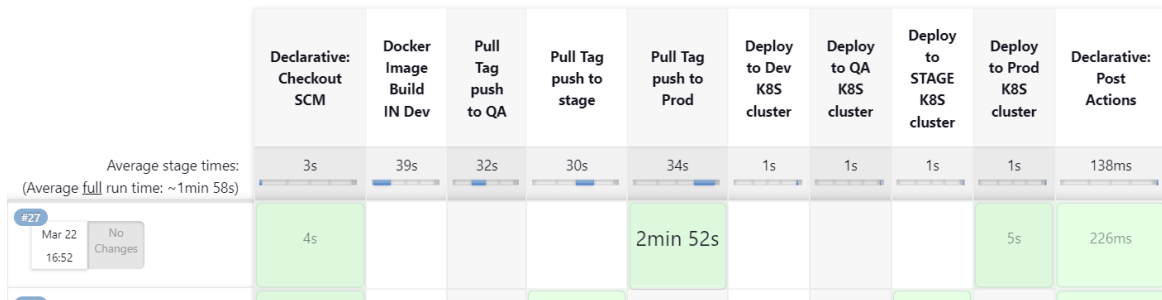 Declarative:
Checkout
SCM
Docker
Image
Build
IN Dev
Pull
Tag
push
to QA
Pull Tag
push to
stage
Pull Tag
push to
Prod
Deploy
to Dev
K8S
cluster
Deploy
to QA
K8S
cluster
Deploy
to
STAGE
K8S
cluster
Deploy
to Prod
K8S
cluster
Declarative:
Post
Actions
Average stage times:
(Average full run time: ~1min 58s)
3s
39s
32s
30s
34s
1s
1s
1s
1s
138ms
#27
Mar 22
16:52
No
Changes
4s
2min 52s
5s
226ms